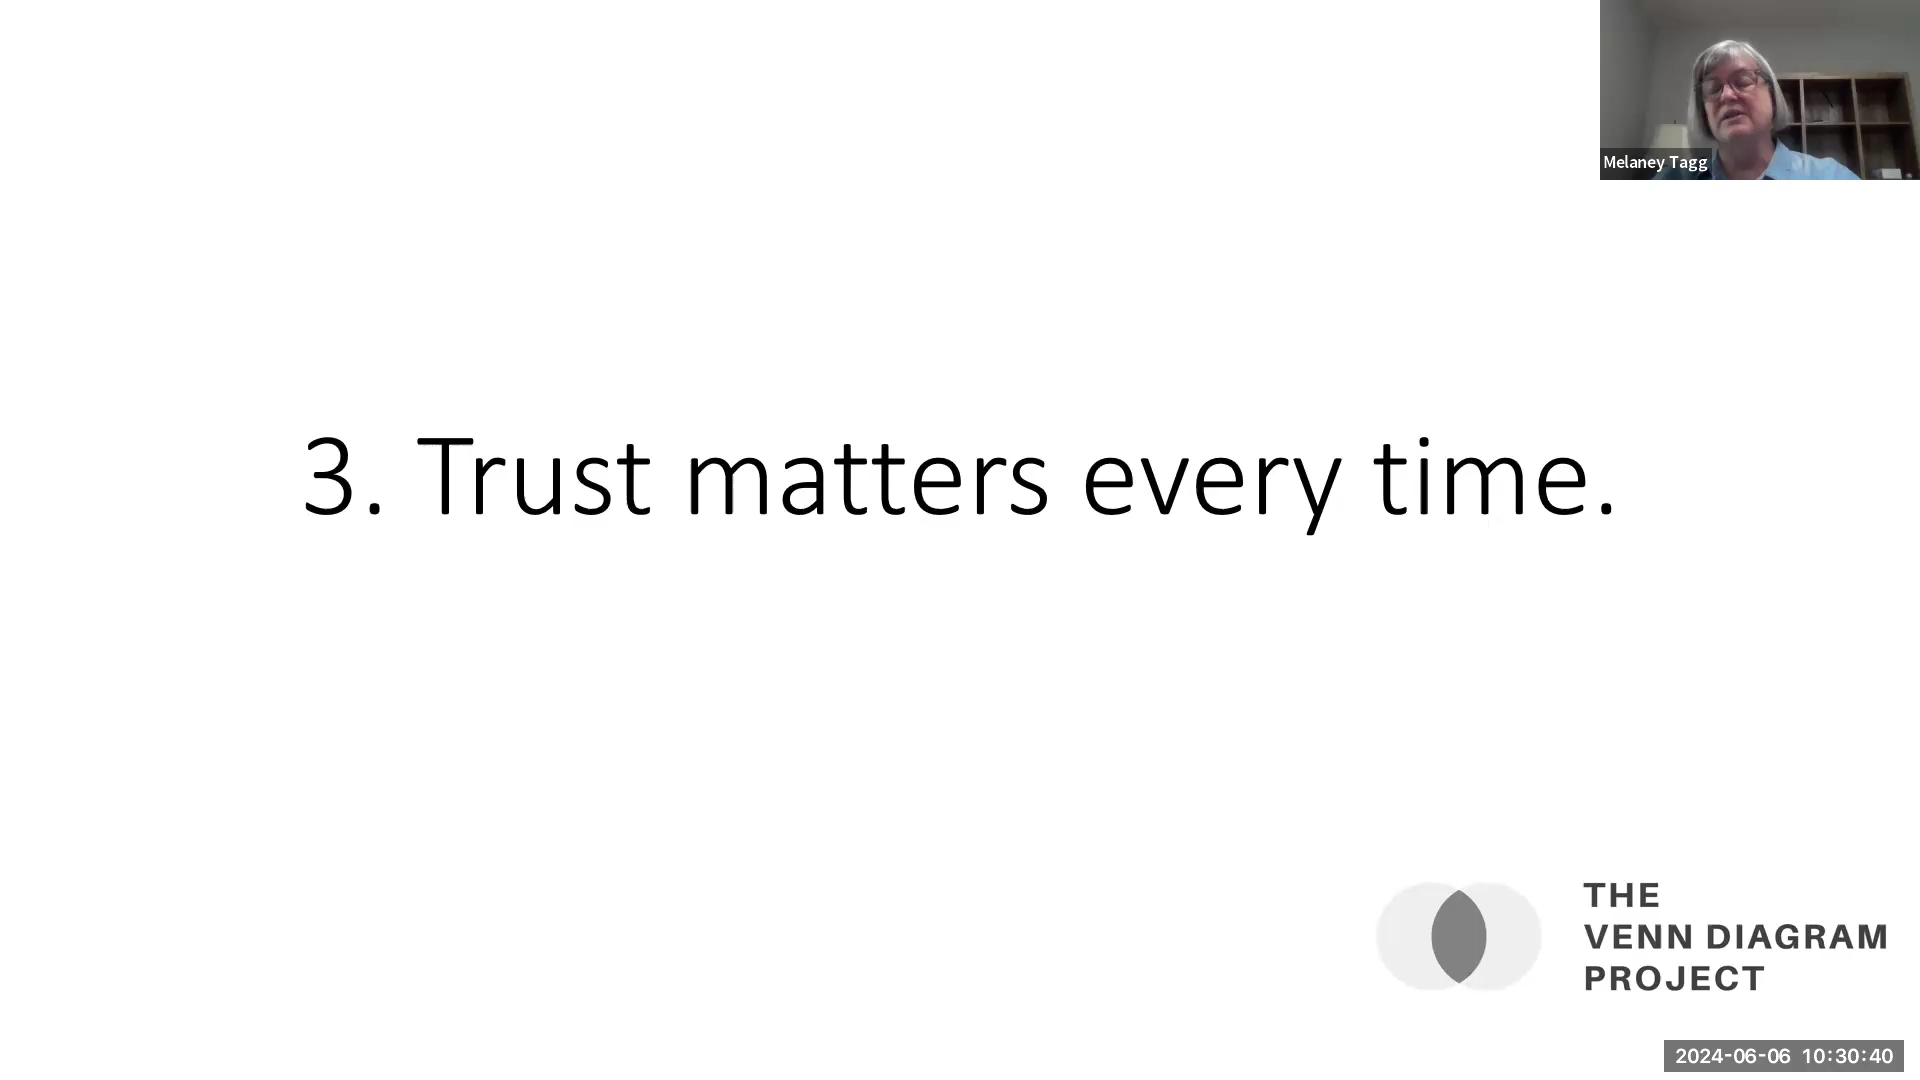 Melaney Tagg
3. Trust matters every time.
THE
VENN DIAGRAM
PROJECT
2024-06-06 10:30:40